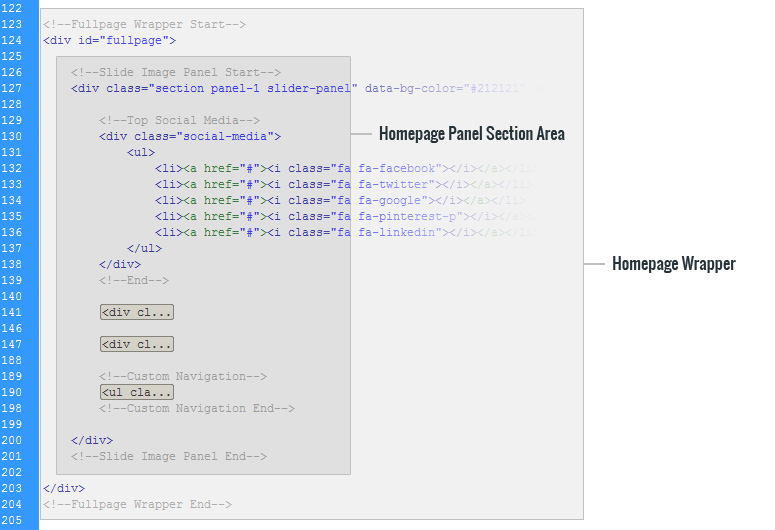 122
123 <!--Fullpage Wrapper Start-->
124 <div id="fullpage">
125
126 <!--Slide Image Panel Start-->
127 <div class="section panel-1 slider-panel" data-bg-color="#212121"
128
129 <!--Top Social Media-->
130 <div class="social-media">
Homepage Panel Section Area
131 <ul>
132 <li><a href="#"><i class="fa fa-facebook"></i></a></li>
133 <li><a href="#"><i class="fa fa-twitter"></i></a></li>
134 <li><a href="#"><i class="fa fa-google"></i></a></li>
135 <li><a href="#"><i class="fa fa-pinterest-p"></i></a><
136 <li><a href="#"><i class="fa fa-linkedin"></i></a></li>
137 </ul>
138 </div>
Homepage Wrapper
139 <!--End-->
140
141 <div cl...
146
147 <div cl...
188
189 <!--Custom Navigation-->
190 <ul cla...
198 <!--Custom Navigation End-->
199
200 </div>
201 <!--Slide Image Panel End-->
202
203 </div>
204 <!--Fullpage Wrapper End-->
205